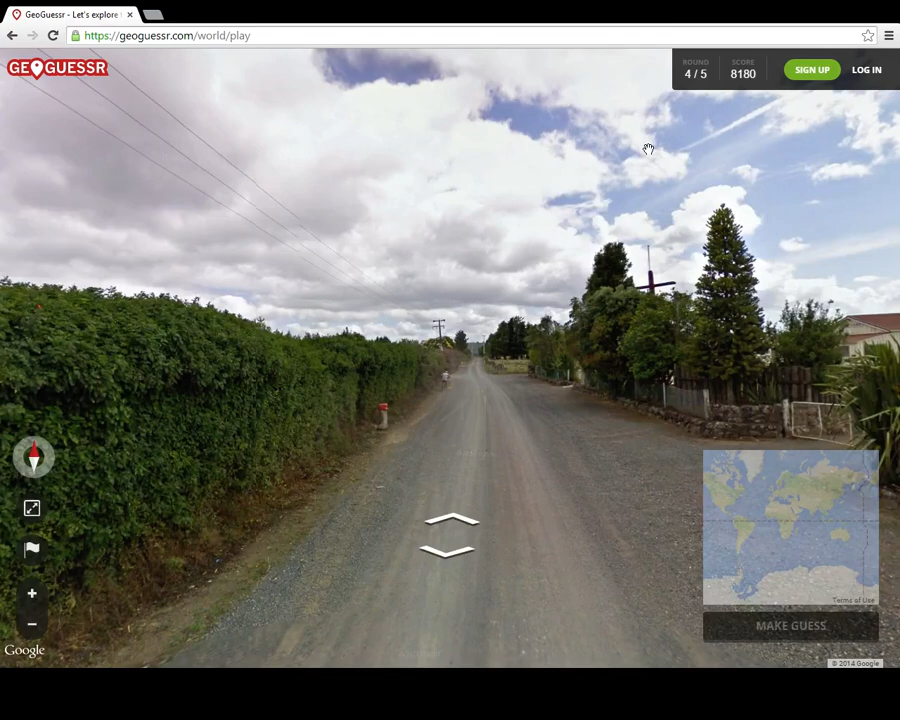 GeoGuessr - Let's explore t
https://geoguessr.com/world/play
GEOGUESSR
ROUND
4 / 5
SCORE
8180
SIGN UP
LOG IN
Terms of Use
MAKE GUESS
Google
© 2014 Google